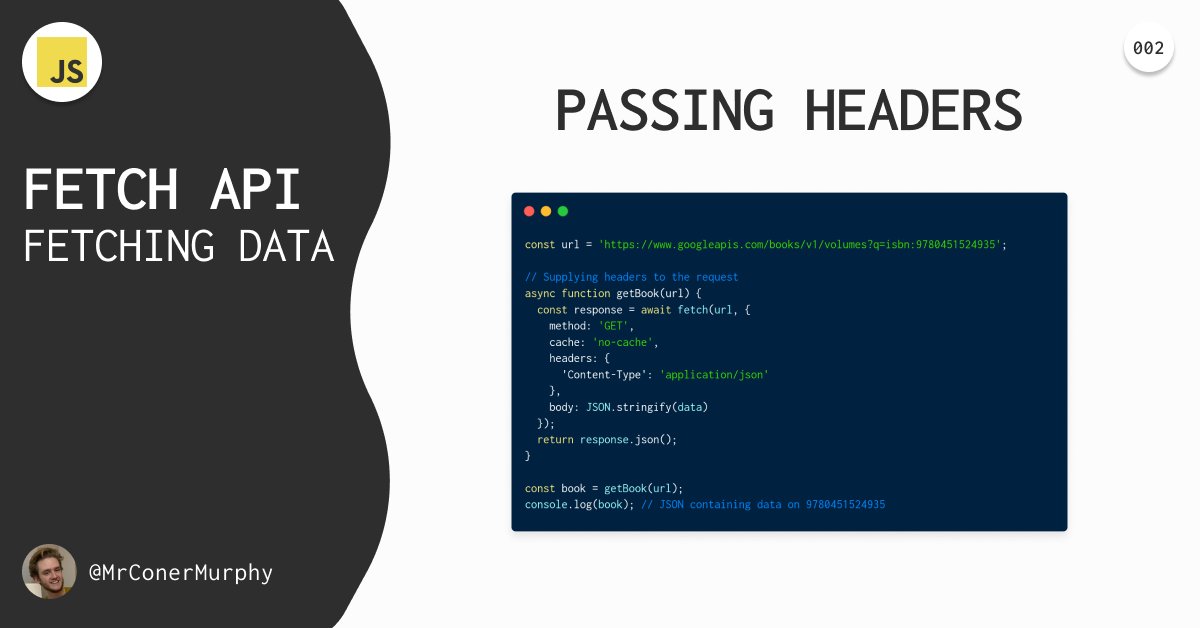 JS
FETCH API
FETCHING DATA
@MrConerMurphy
002
PASSING HEADERS
const url = 'https://www.googleapis.com/books/v1/volumes?q=isbn:9780451524935';

// Supplying headers to the request
async function getBook(url) {
  const response = await fetch(url, {
    method: 'GET',
    cache: 'no-cache',
    headers: {
      'Content-Type': 'application/json'
    },
    body: JSON.stringify(data)
  });
  return response.json();
}

const book = getBook(url);
console.log(book); // JSON containing data on 9780451524935